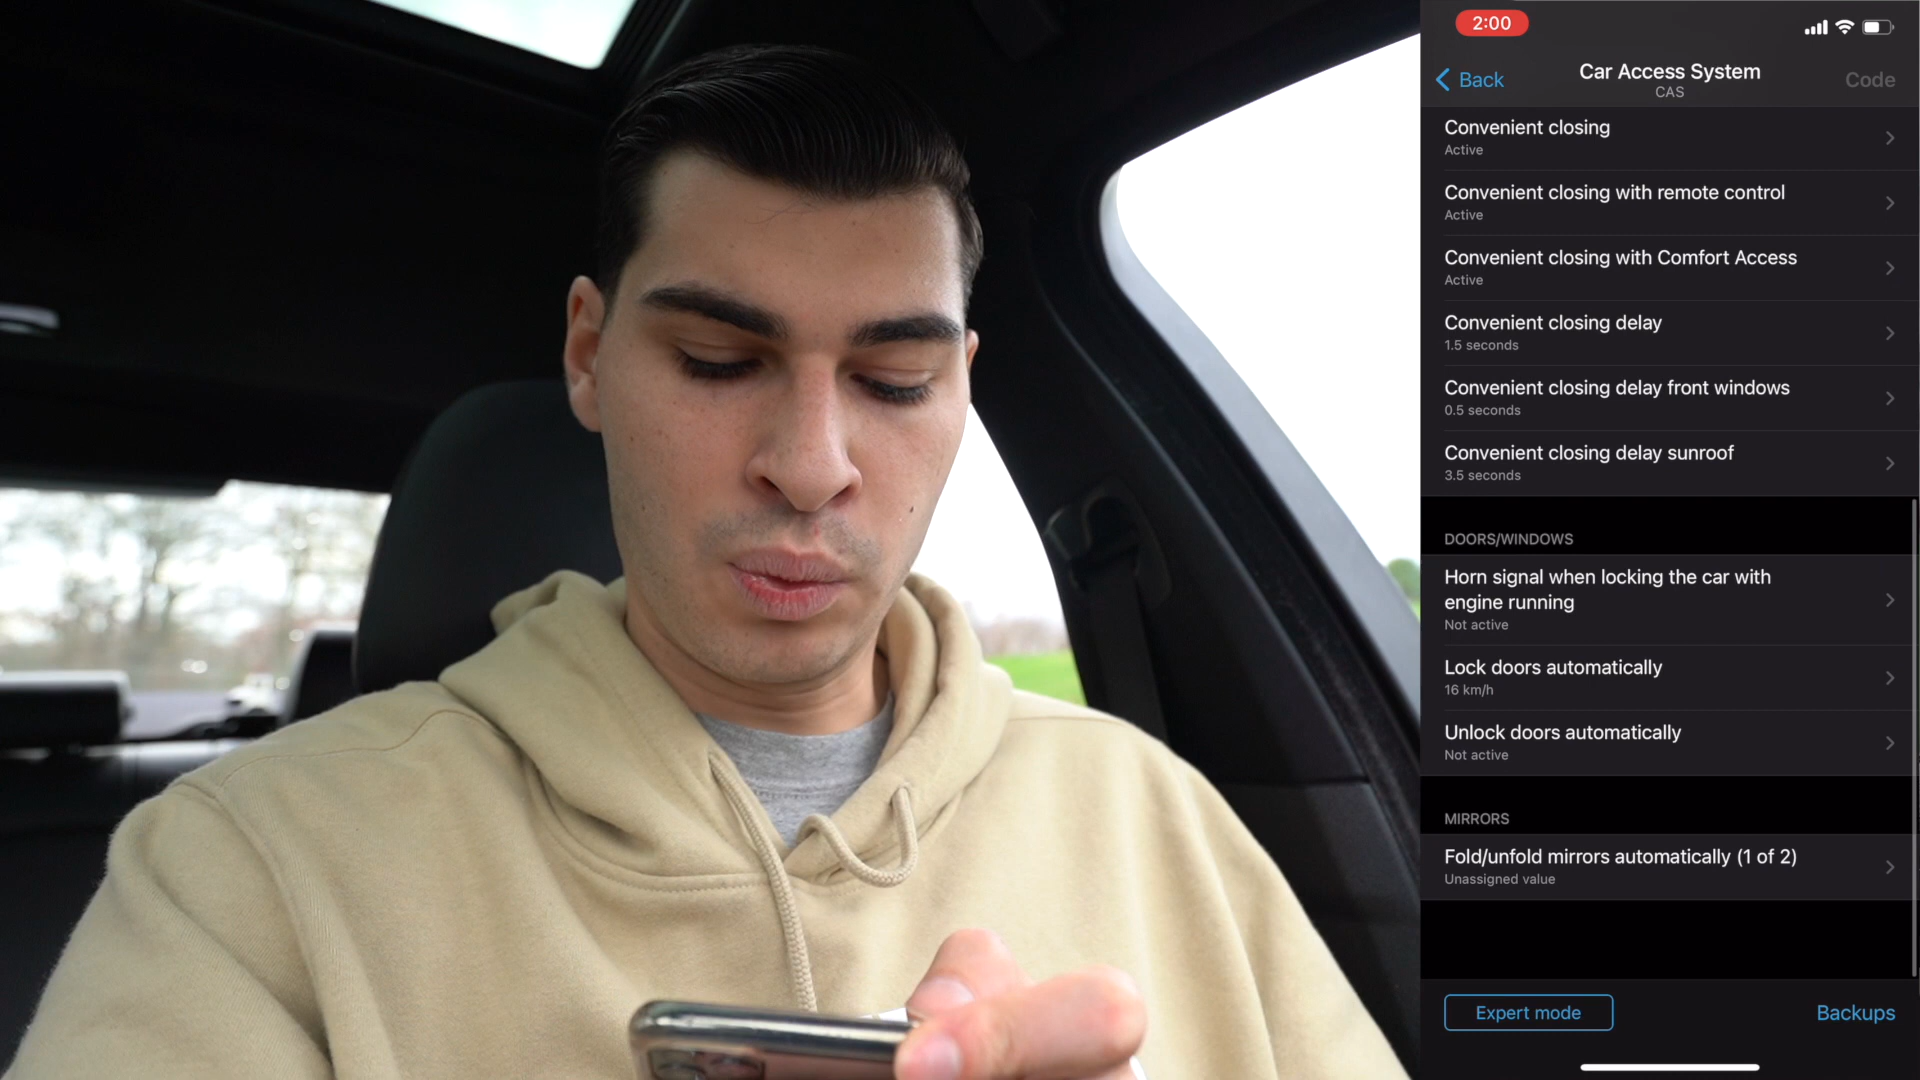 2:00
Back
Car Access System
Code
CAS
Convenient closing
Active
Convenient closing with remote control
Active
Convenient closing with Comfort Access
Active
Convenient closing delay
1.5 seconds
Convenient closing delay front windows
0.5 seconds
Convenient closing delay sunroof
3.5 seconds
DOORS/WINDOWS
Horn signal when locking the car with
engine running
Not active
Lock doors automatically
16 km/h
Unlock doors automatically
Not active
MIRRORS
Fold/unfold mirrors automatically (1 of 2)
Unassigned value
Expert mode
Backups